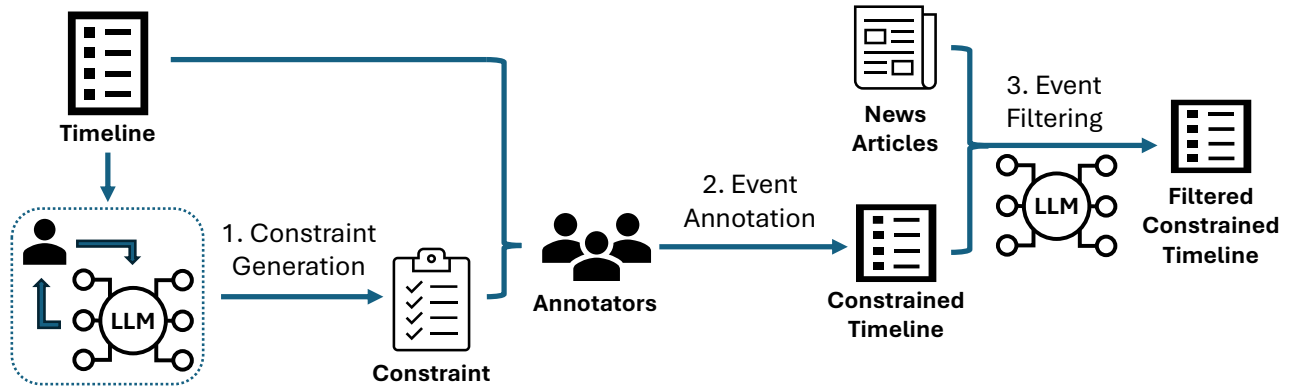 Timeline
LLM
1. Constraint
Generation
Constraint
Annotators
2. Event
Annotation
News
Articles
Constrained
Timeline
3. Event
Filtering
LLM
Filtered
Constrained
Timeline